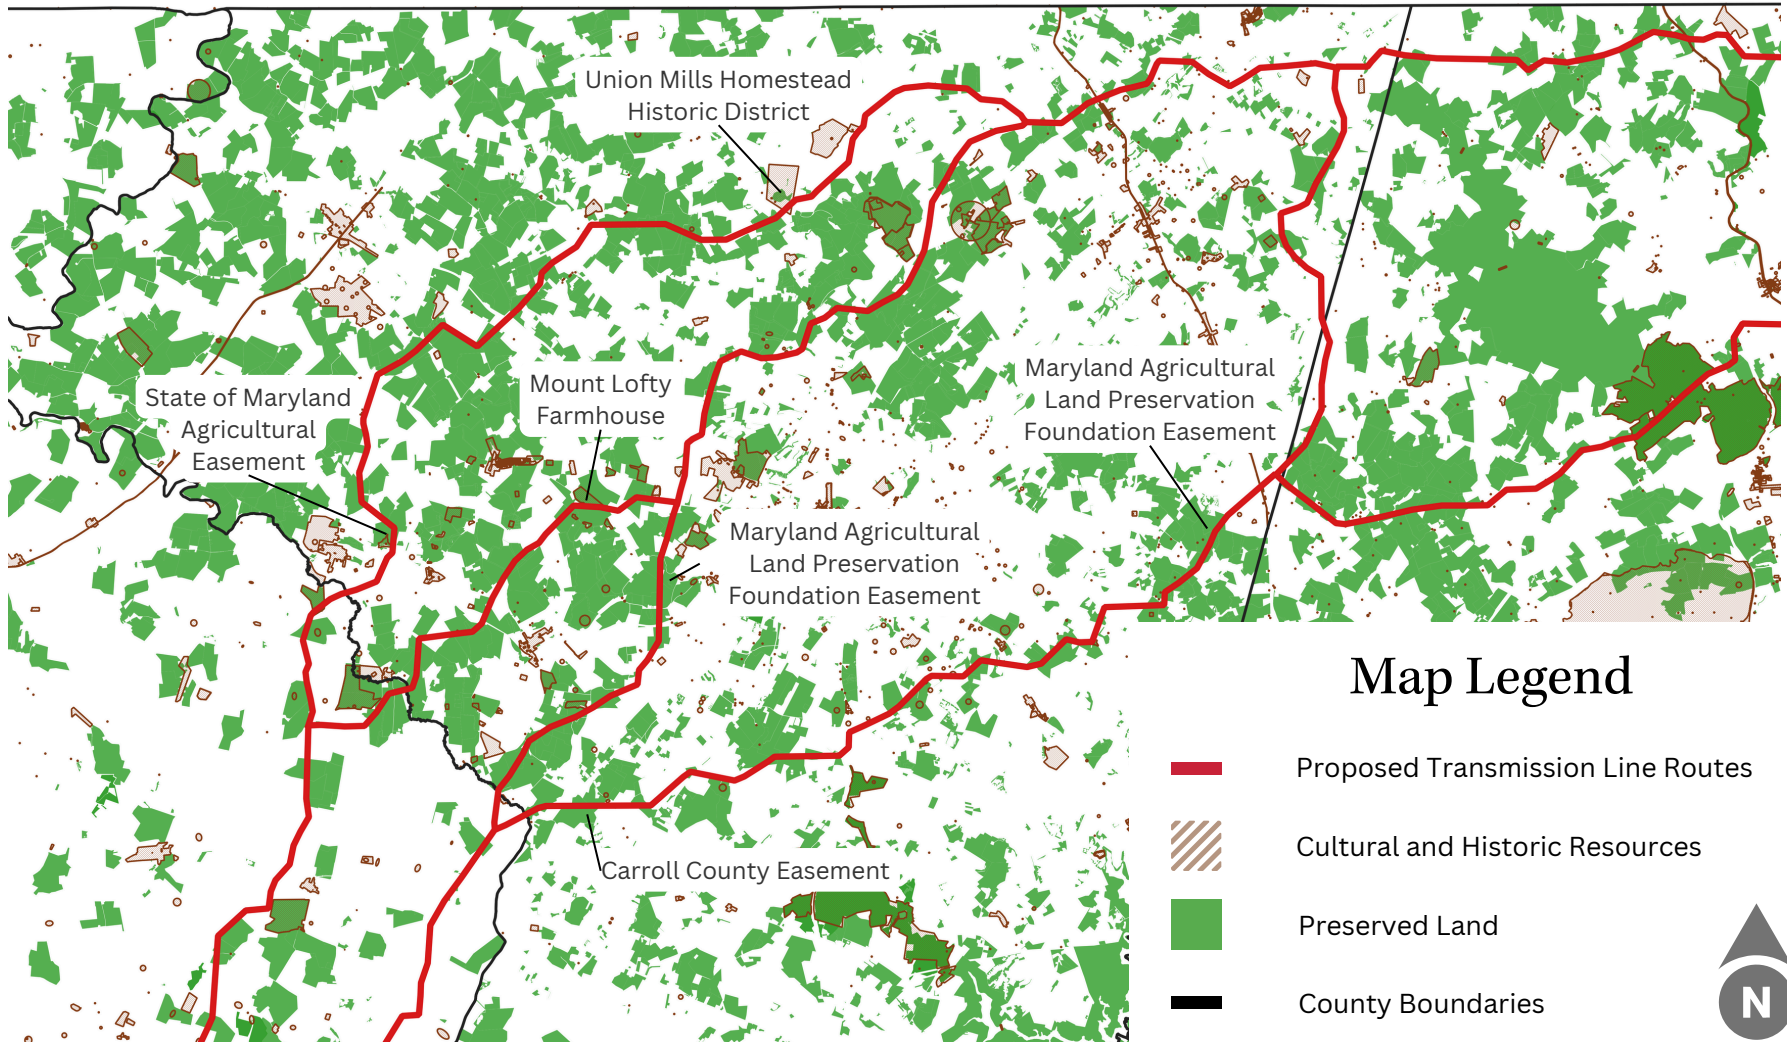 Union Mills Homestead
Historic District
State of Maryland
Agricultural
Easement
Mount Lofty
Farmhouse
Maryland Agricultural
Land Preservation
Foundation Easement
Maryland Agricultural
Land Preservation
Foundation Easement
Carroll County Easement
Map Legend
Proposed Transmission Line Routes
Cultural and Historic Resources
Preserved Land
County Boundaries
N